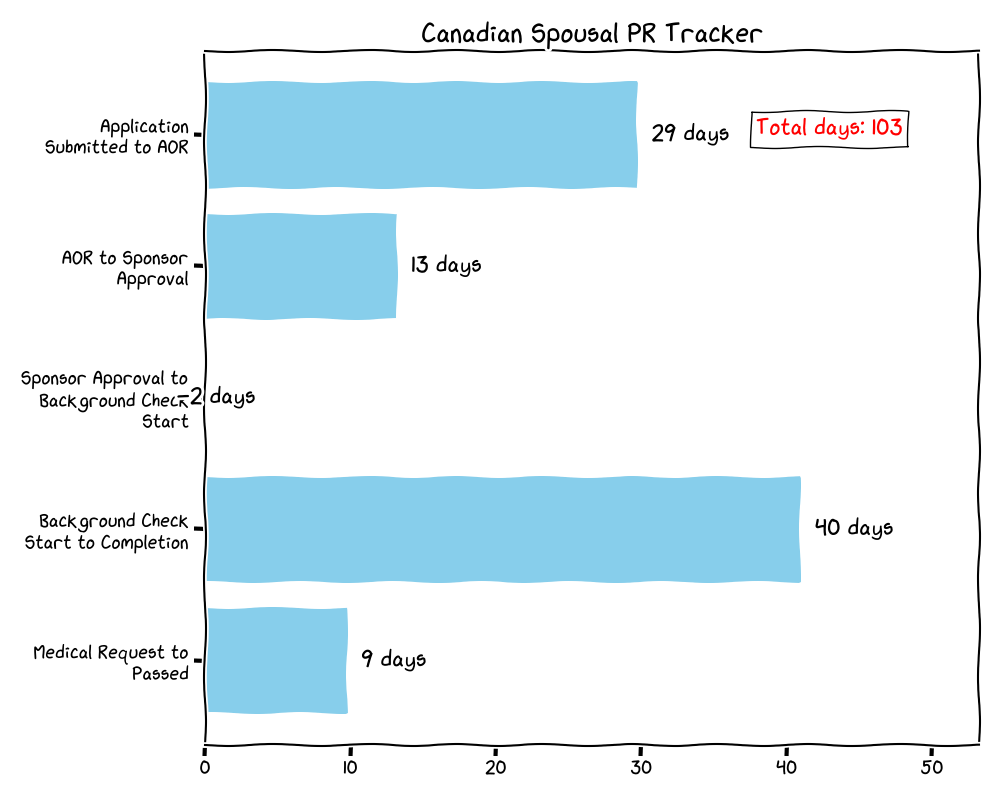 Canadian Spousal PR Tracker
Application
Submitted to AOR
29 days
Total days: 103
AOR to Sponsor
Approval
13 days
Sponsor Approval to
Background Check
Start
-2 days
Background Check
Start to Completion
40 days
Medical Request to
Passed
9 days
0 10 20 30 40 50